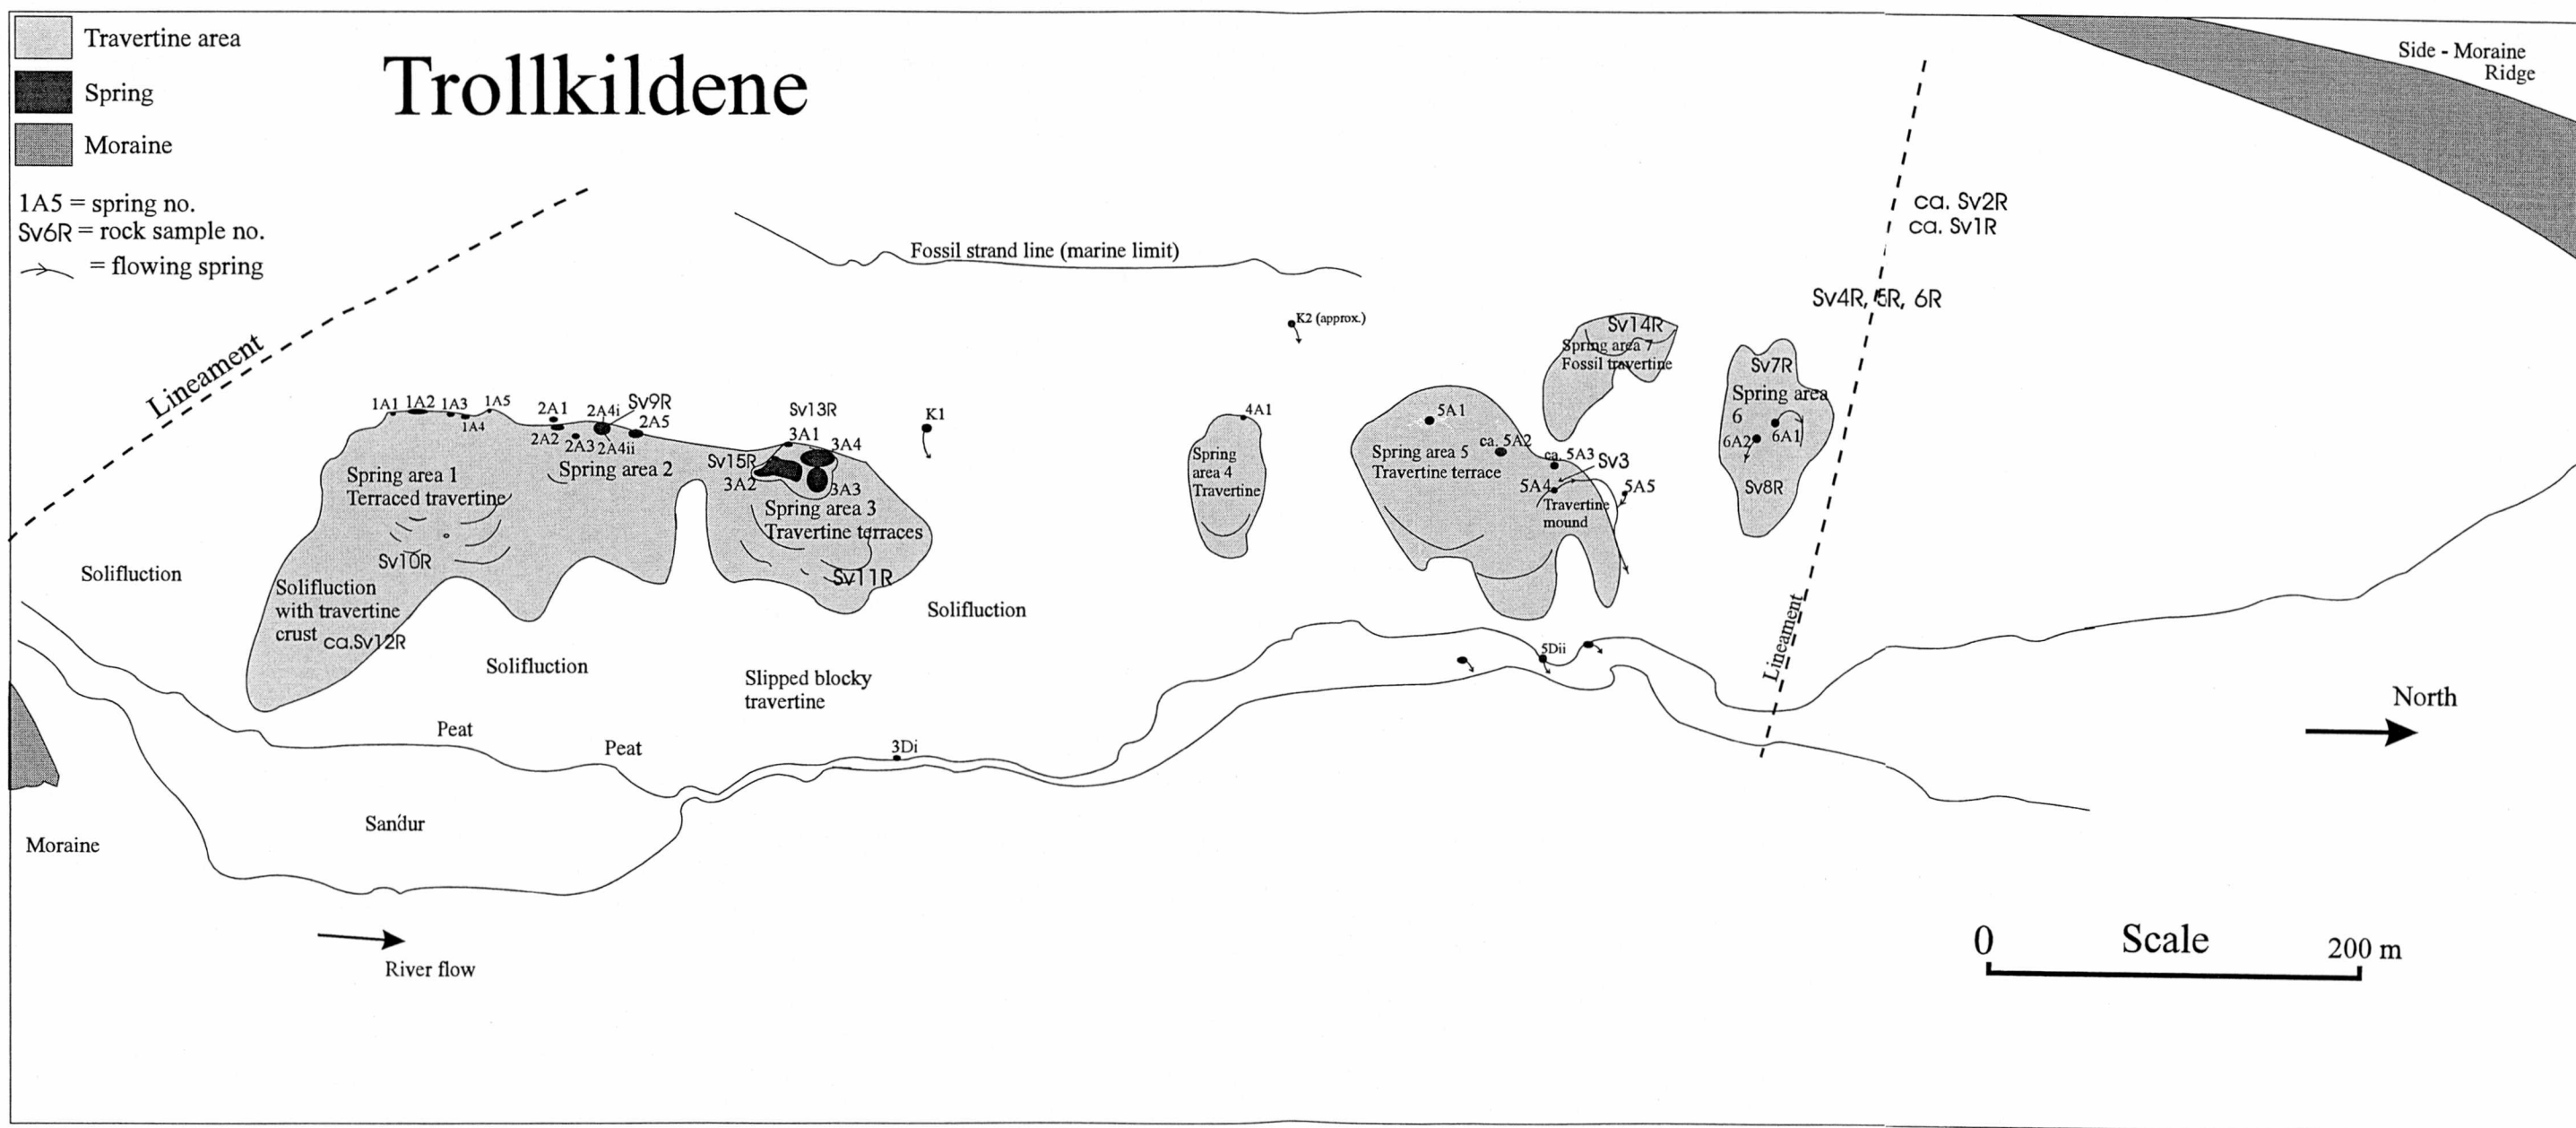 Travertine area
Spring
Moraine
1A5 = spring no.
Sv6R = rock sample no.
= flowing spring
Trollkildene
Side - Moraine
Ridge
ca. Sv2R
ca. Sv1R
Sv4R, 5R, 6R
Fossil strand line (marine limit)
K2 (approx.)
Lineament
1A1
1A2
1A3
1A4
1A5
2A1
2A2
2A3
2A4i
2A4ii
Sv9R
2A5
Spring area 1
Terraced travertine
Spring area 2
Sv10R
Solifluction
with travertine
crust
ca.Sv12R
Solifluction
Sv13R
3A1
3A4
Sv15R
3A2
3A3
Spring area 3
Travertine terraces
Sv11R
K1
4A1
Spring
area 4
Travertine
5A1
Spring area 5
Travertine terrace
ca. 5A2
ca. 5A3
Sv3
5A4
5A5
Travertine
mound
Sv14R
Spring area 7
Fossil travertine
Sv7R
Spring area
6
6A2
6A1
Sv8R
Solifluction
Solifluction
Slipped blocky
travertine
Peat
Peat
3Di
5Dii
Lineament
North
Sandur
Moraine
River flow
0
Scale
200 m